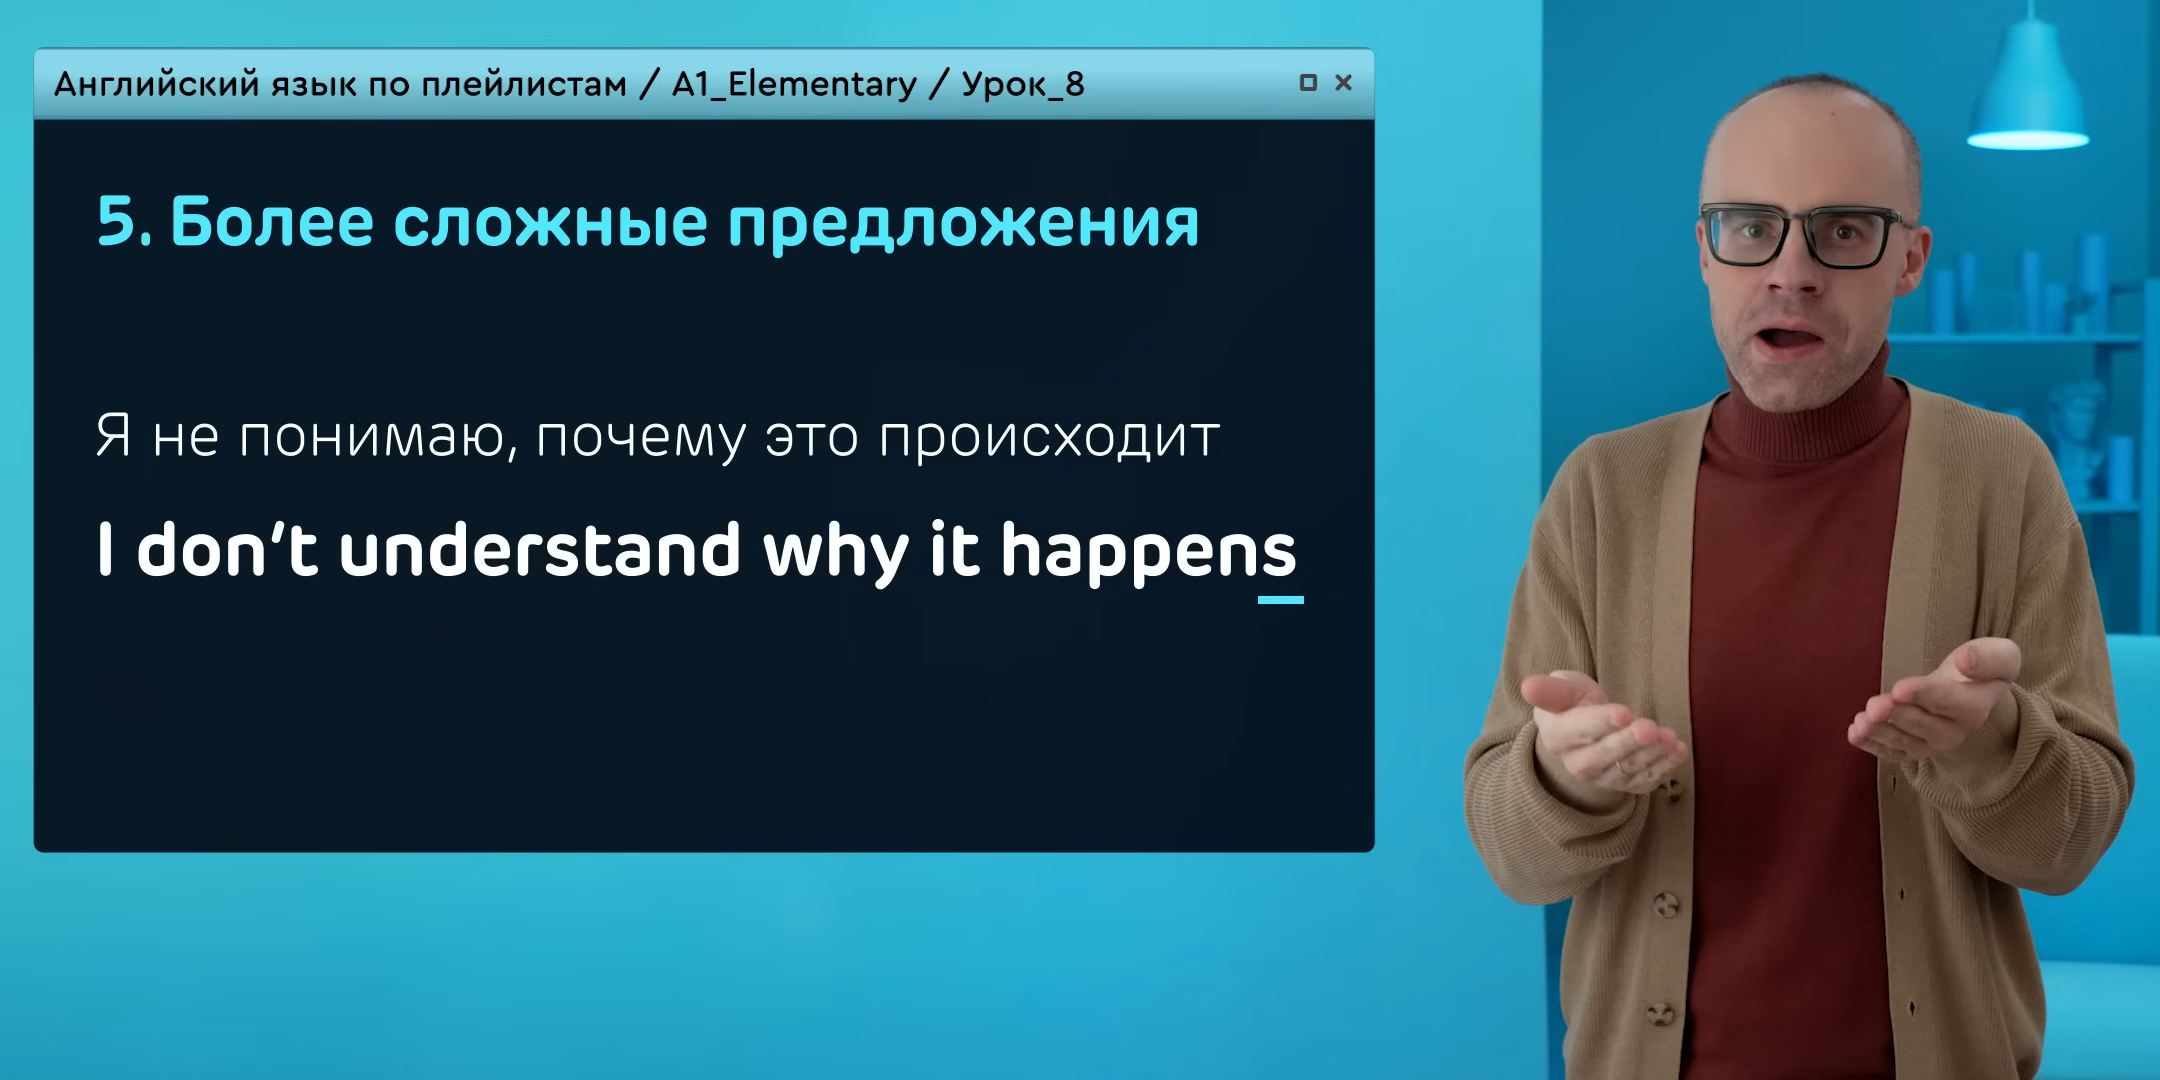 Английский язык по плейлистам / A1_Elementary / Урок_8
5. Более сложные предложения
Я не понимаю, почему это происходит
I don’t understand why it happens